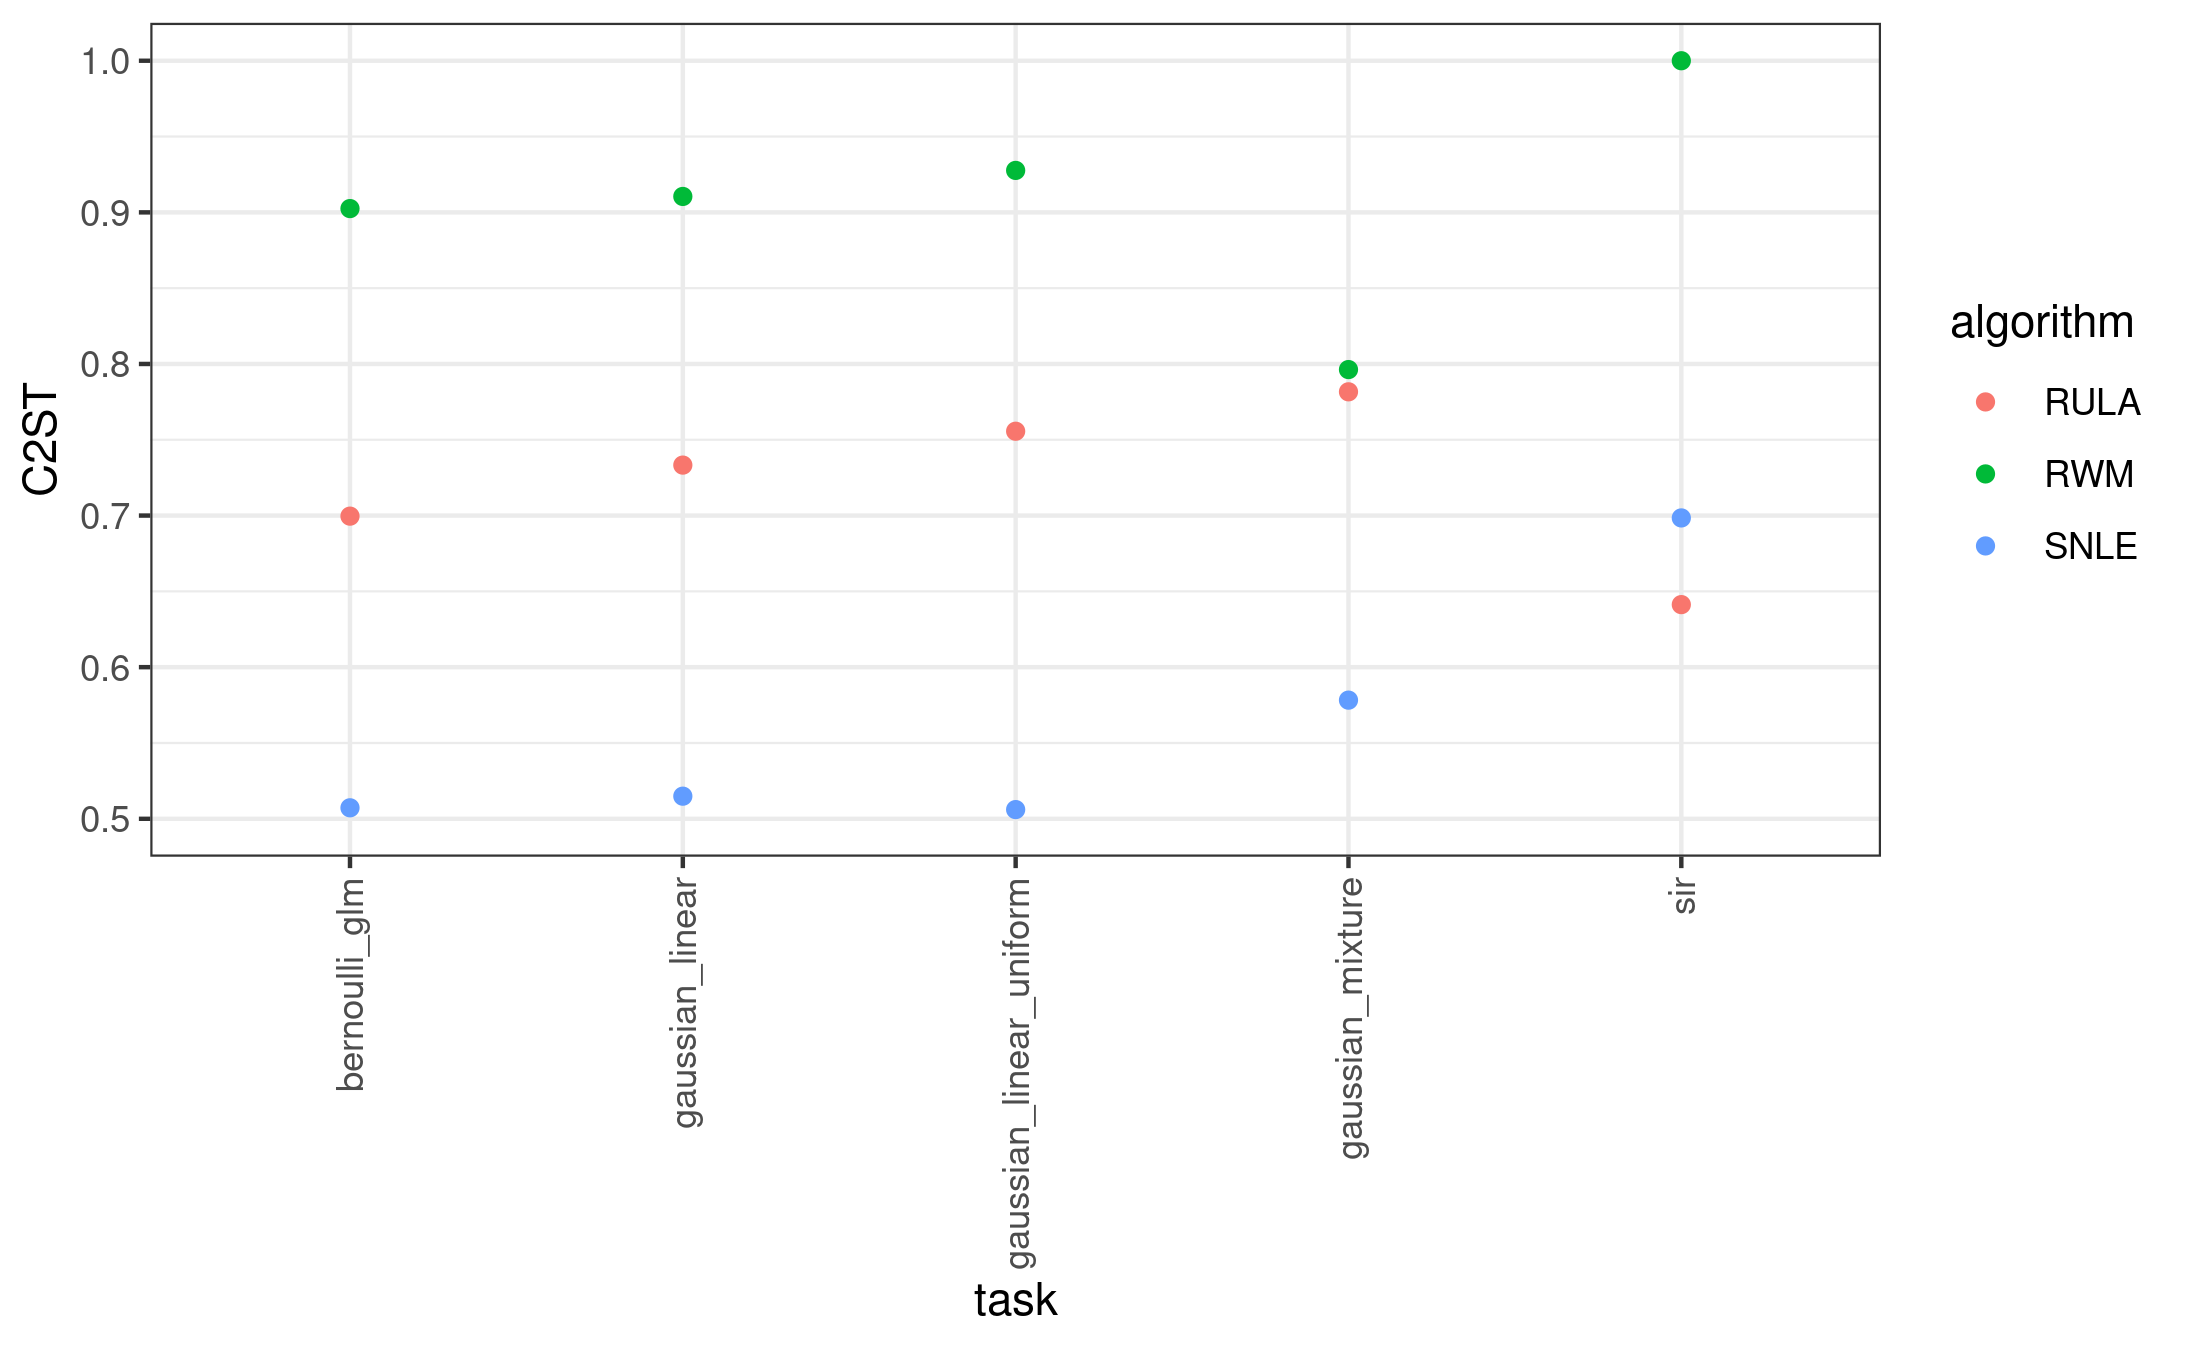 1.0
0.9
0.8
0.7
0.6
0.5
C2ST
bernoulli_glm
gaussian_linear
gaussian_linear_uniform
gaussian_mixture
sir
task
algorithm
RULA
RWM
SNLE